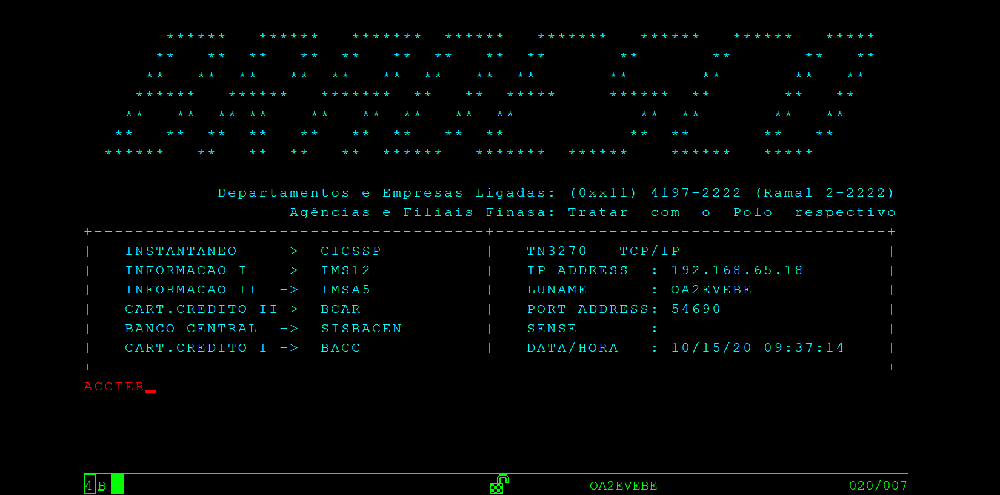 ****** ****** ******* ****** ******* ****** ****** *****
** ** ** ** ** ** ** ** ** ** ** ** **
** ** ** ** ** ** ** ** ** ** ** ** **
****** ****** ******* ** ** ***** ****** ** ** **
** ** ** ** ** ** ** ** ** ** ** ** **
** ** ** ** ** ** ** ** ** ** ** ** **
****** ** ** ** ** ****** ******* ****** ****** *****
Departamentos e Empresas Ligadas: (0xx11) 4197-2222 (Ramal 2-2222)
Agências e Filiais Finasa: Tratar com o Polo respectivo
+--------------------------------------+--------------------------------------+
| INSTANTANEO -> CICSSP | TN3270 - TCP/IP |
| INFORMACAO I -> IMS12 | IP ADDRESS : 192.168.65.18 |
| INFORMACAO II -> IMSA5 | LUNAME : OA2EVEBE |
| CART.CREDITO II-> BCAR | PORT ADDRESS: 54690 |
| BANCO CENTRAL -> SISBACEN | SENSE : |
| CART.CREDITO I -> BACC | DATA/HORA : 10/15/20 09:37:14 |
+-----------------------------------------------------------------------------+
ACCTER_
4 B OA2EVEBE 020/007